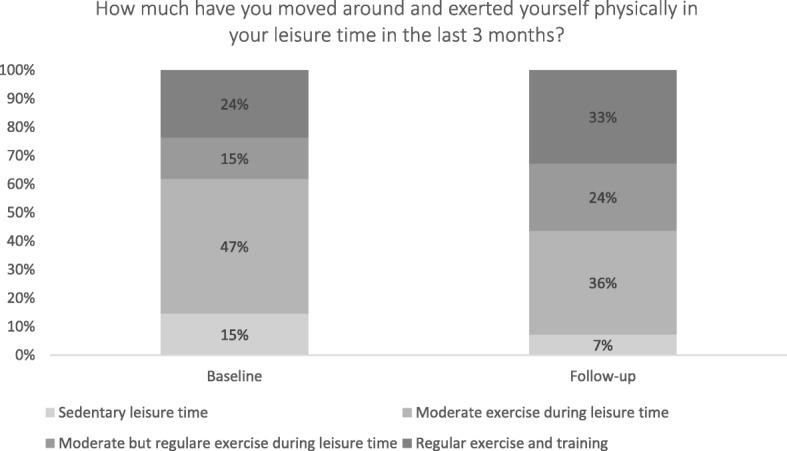 How much have you moved around and exerted yourself physically in
your leisure time in the last 3 months?
100%
90%
80%
70%
60%
50%
40%
30%
20%
10%
0%
24%
15%
47%
15%
33%
24%
36%
7%
Baseline
Follow-up
Sedentary leisure time
Moderate exercise during leisure time
Moderate but regulare exercise during leisure time
Regular exercise and training